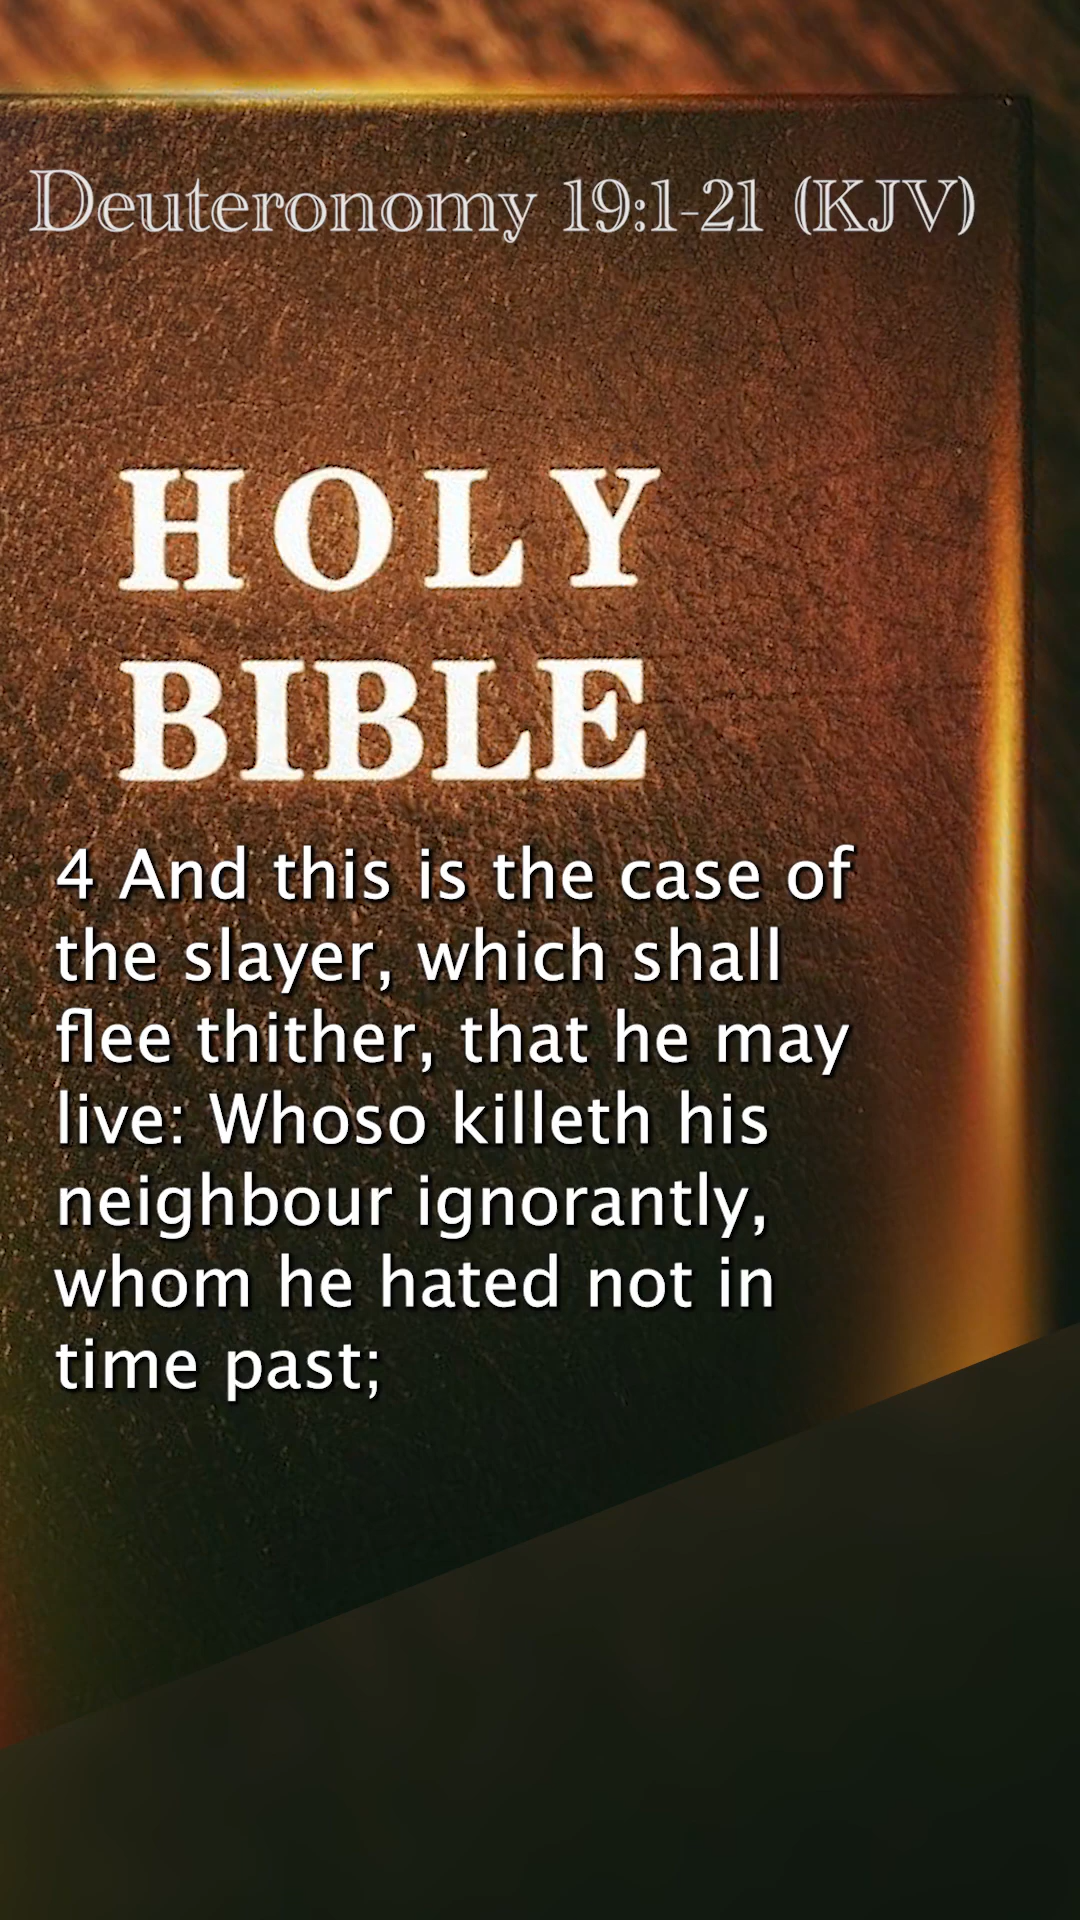 Deuteronomy 19:1-21 (KJV)
HOLY
BIBLE
4 And this is the case of
the slayer, which shall
flee thither, that he may
live: Whoso killeth his
neighbour ignorantly,
whom he hated not in
time past;